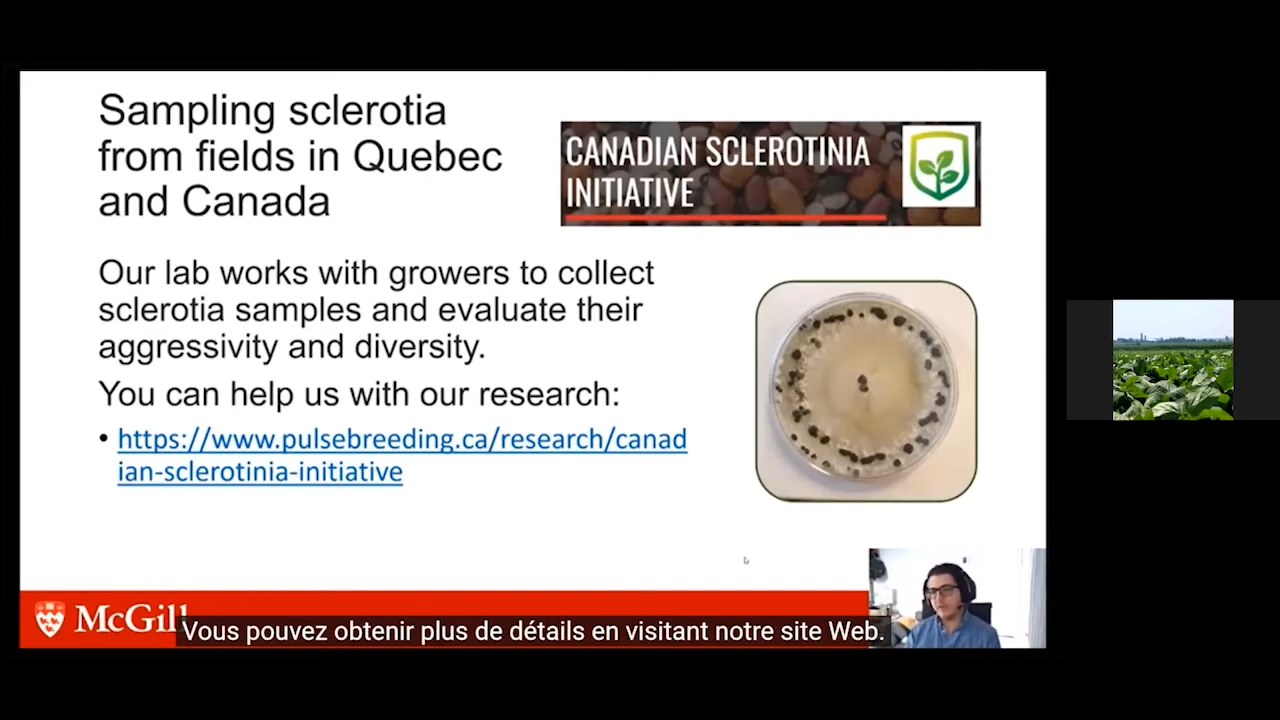 Sampling sclerotia
from fields in Quebec
and Canada
CANADIAN SCLEROTINIA
INITIATIVE
Our lab works with growers to collect
sclerotia samples and evaluate their
aggressivity and diversity.
You can help us with our research:
• https://www.pulsebreeding.ca/research/canad
ian-sclerotinia-initiative
McGill
Vous pouvez obtenir plus de détails en visitant notre site Web.